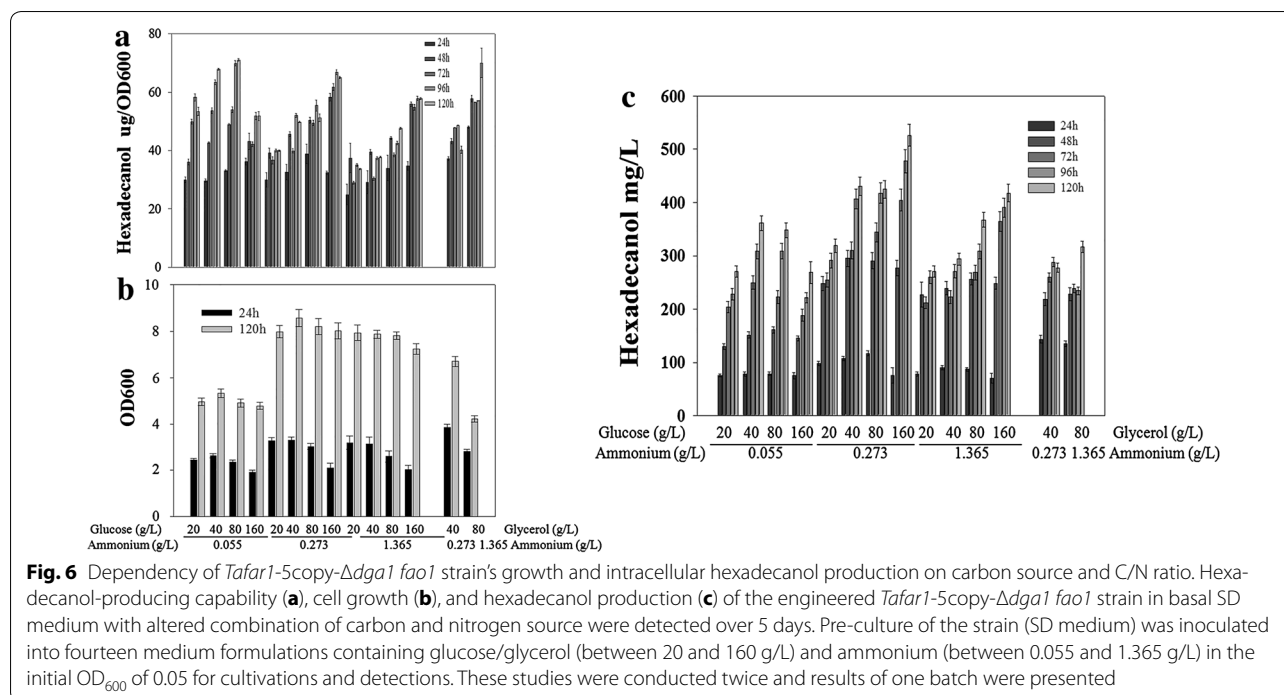 a
80
60
40
20
0
Hexadecanol ug/OD600
24h
48h
72h
96h
120h
b
10
8
6
4
2
0
OD600
24h
120h
Glucose (g/L) 20 40 80 160 20 40 80 160 20 40 80 160 40 80 Glycerol (g/L)
Ammonium (g/L) 0.055 0.273 1.365 0.273 1.365 Ammonium (g/L)
c
600
500
400
300
200
100
0
Hexadecanol mg/L
24h
48h
72h
96h
120h
Glucose (g/L) 20 40 80 160 20 40 80 160 20 40 80 160 40 80 Glycerol (g/L)
Ammonium (g/L) 0.055 0.273 1.365 0.273 1.365 Ammonium (g/L)
Fig. 6 Dependency of Tafar1-5copy-Δdga1 fao1 strain's growth and intracellular hexadecanol production on carbon source and C/N ratio. Hexa-
decanol-producing capability (a), cell growth (b), and hexadecanol production (c) of the engineered Tafar1-5copy-Δdga1 fao1 strain in basal SD
medium with altered combination of carbon and nitrogen source were detected over 5 days. Pre-culture of the strain (SD medium) was inoculated
into fourteen medium formulations containing glucose/glycerol (between 20 and 160 g/L) and ammonium (between 0.055 and 1.365 g/L) in the
initial OD600 of 0.05 for cultivations and detections. These studies were conducted twice and results of one batch were presented